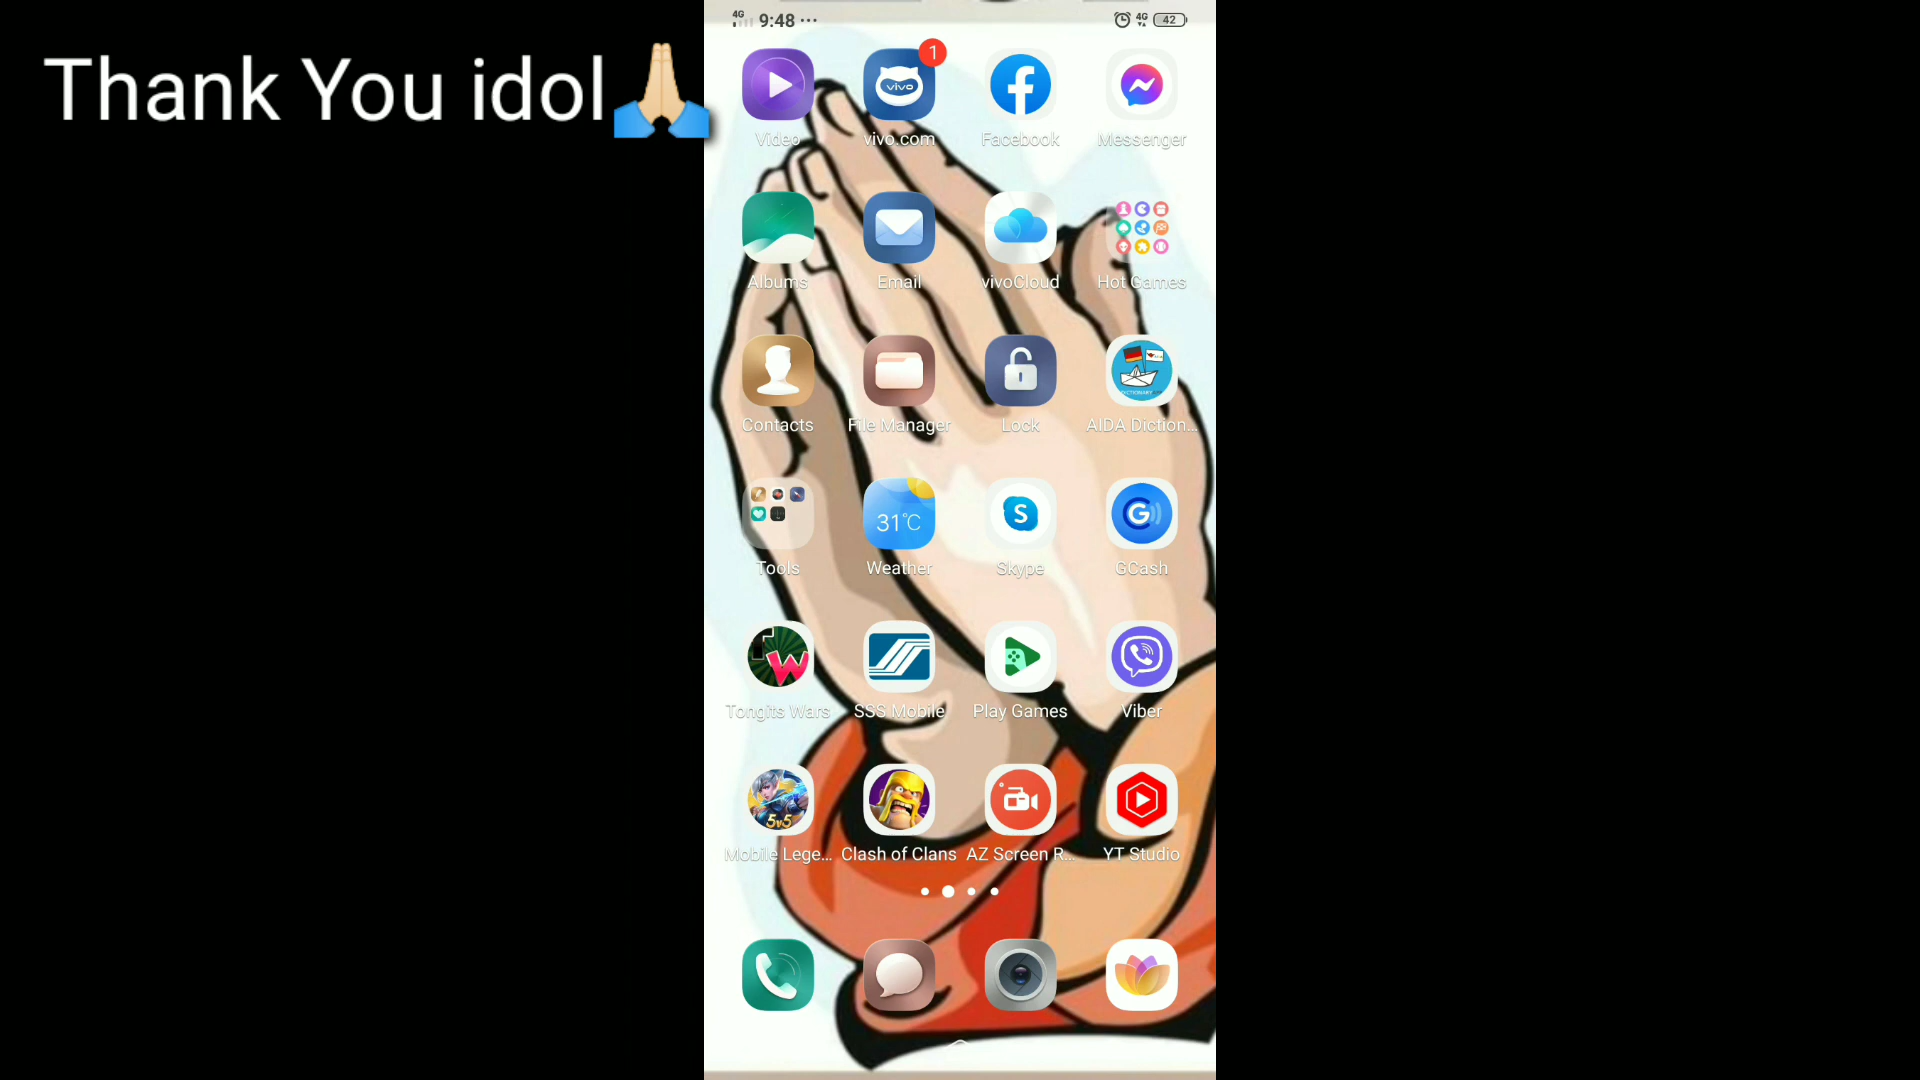 Thank You idol🙏🏻
4G 9:48 ... 4G 42
1
Video vivo.com Facebook Messenger
Albums Email vivoCloud Hot Games
Contacts File Manager Lock AIDA Diction...
31°C
Tools Weather Skype GCash
Tongits Wars SSS Mobile Play Games Viber
5v5
Mobile Lege... Clash of Clans AZ Screen R... YT Studio